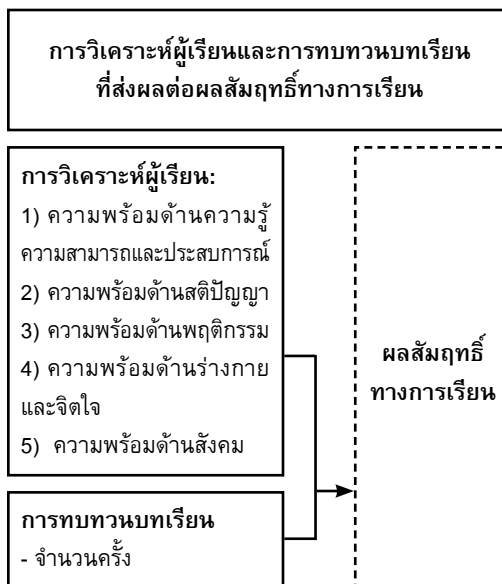 การวิเคราะห์ผู้เรียนและการทบทวนบทเรียน
ที่ส่งผลต่อผลสัมฤทธิ์ทางการเรียน
การวิเคราะห์ผู้เรียน:
1) ความพร้อมด้านความรู้
ความสามารถและประสบการณ์
2) ความพร้อมด้านสติปัญญา
3) ความพร้อมด้านพฤติกรรม
4) ความพร้อมด้านร่างกาย
และจิตใจ
5) ความพร้อมด้านสังคม
การทบทวนบทเรียน
- จำนวนครั้ง
ผลสัมฤทธิ์
ทางการเรียน